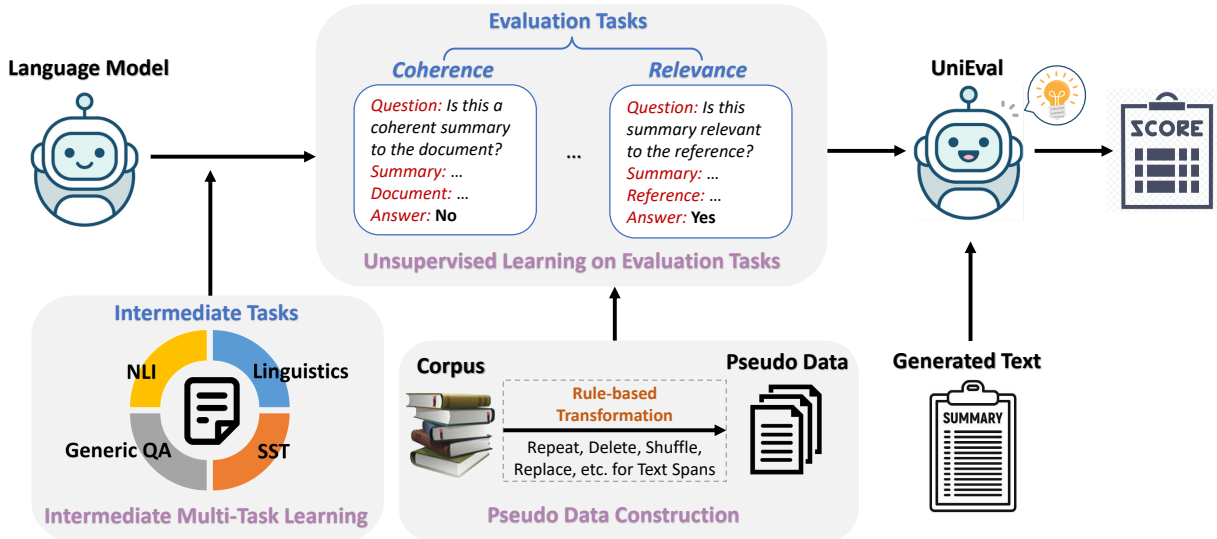 Evaluation Tasks
Language Model
Coherence
Question: Is this a
coherent summary
to the document?
Summary: ...
Document: ...
Answer: No
...
Relevance
Question: Is this
summary relevant
to the reference?
Summary: ...
Reference: ...
Answer: Yes
Unsupervised Learning on Evaluation Tasks
UniEval
SCORE
Intermediate Tasks
NLI
Linguistics
Generic QA
SST
Intermediate Multi-Task Learning
Corpus
Rule-based
Transformation
Repeat, Delete, Shuffle,
Replace, etc. for Text Spans
Pseudo Data
Pseudo Data Construction
Generated Text
SUMMARY